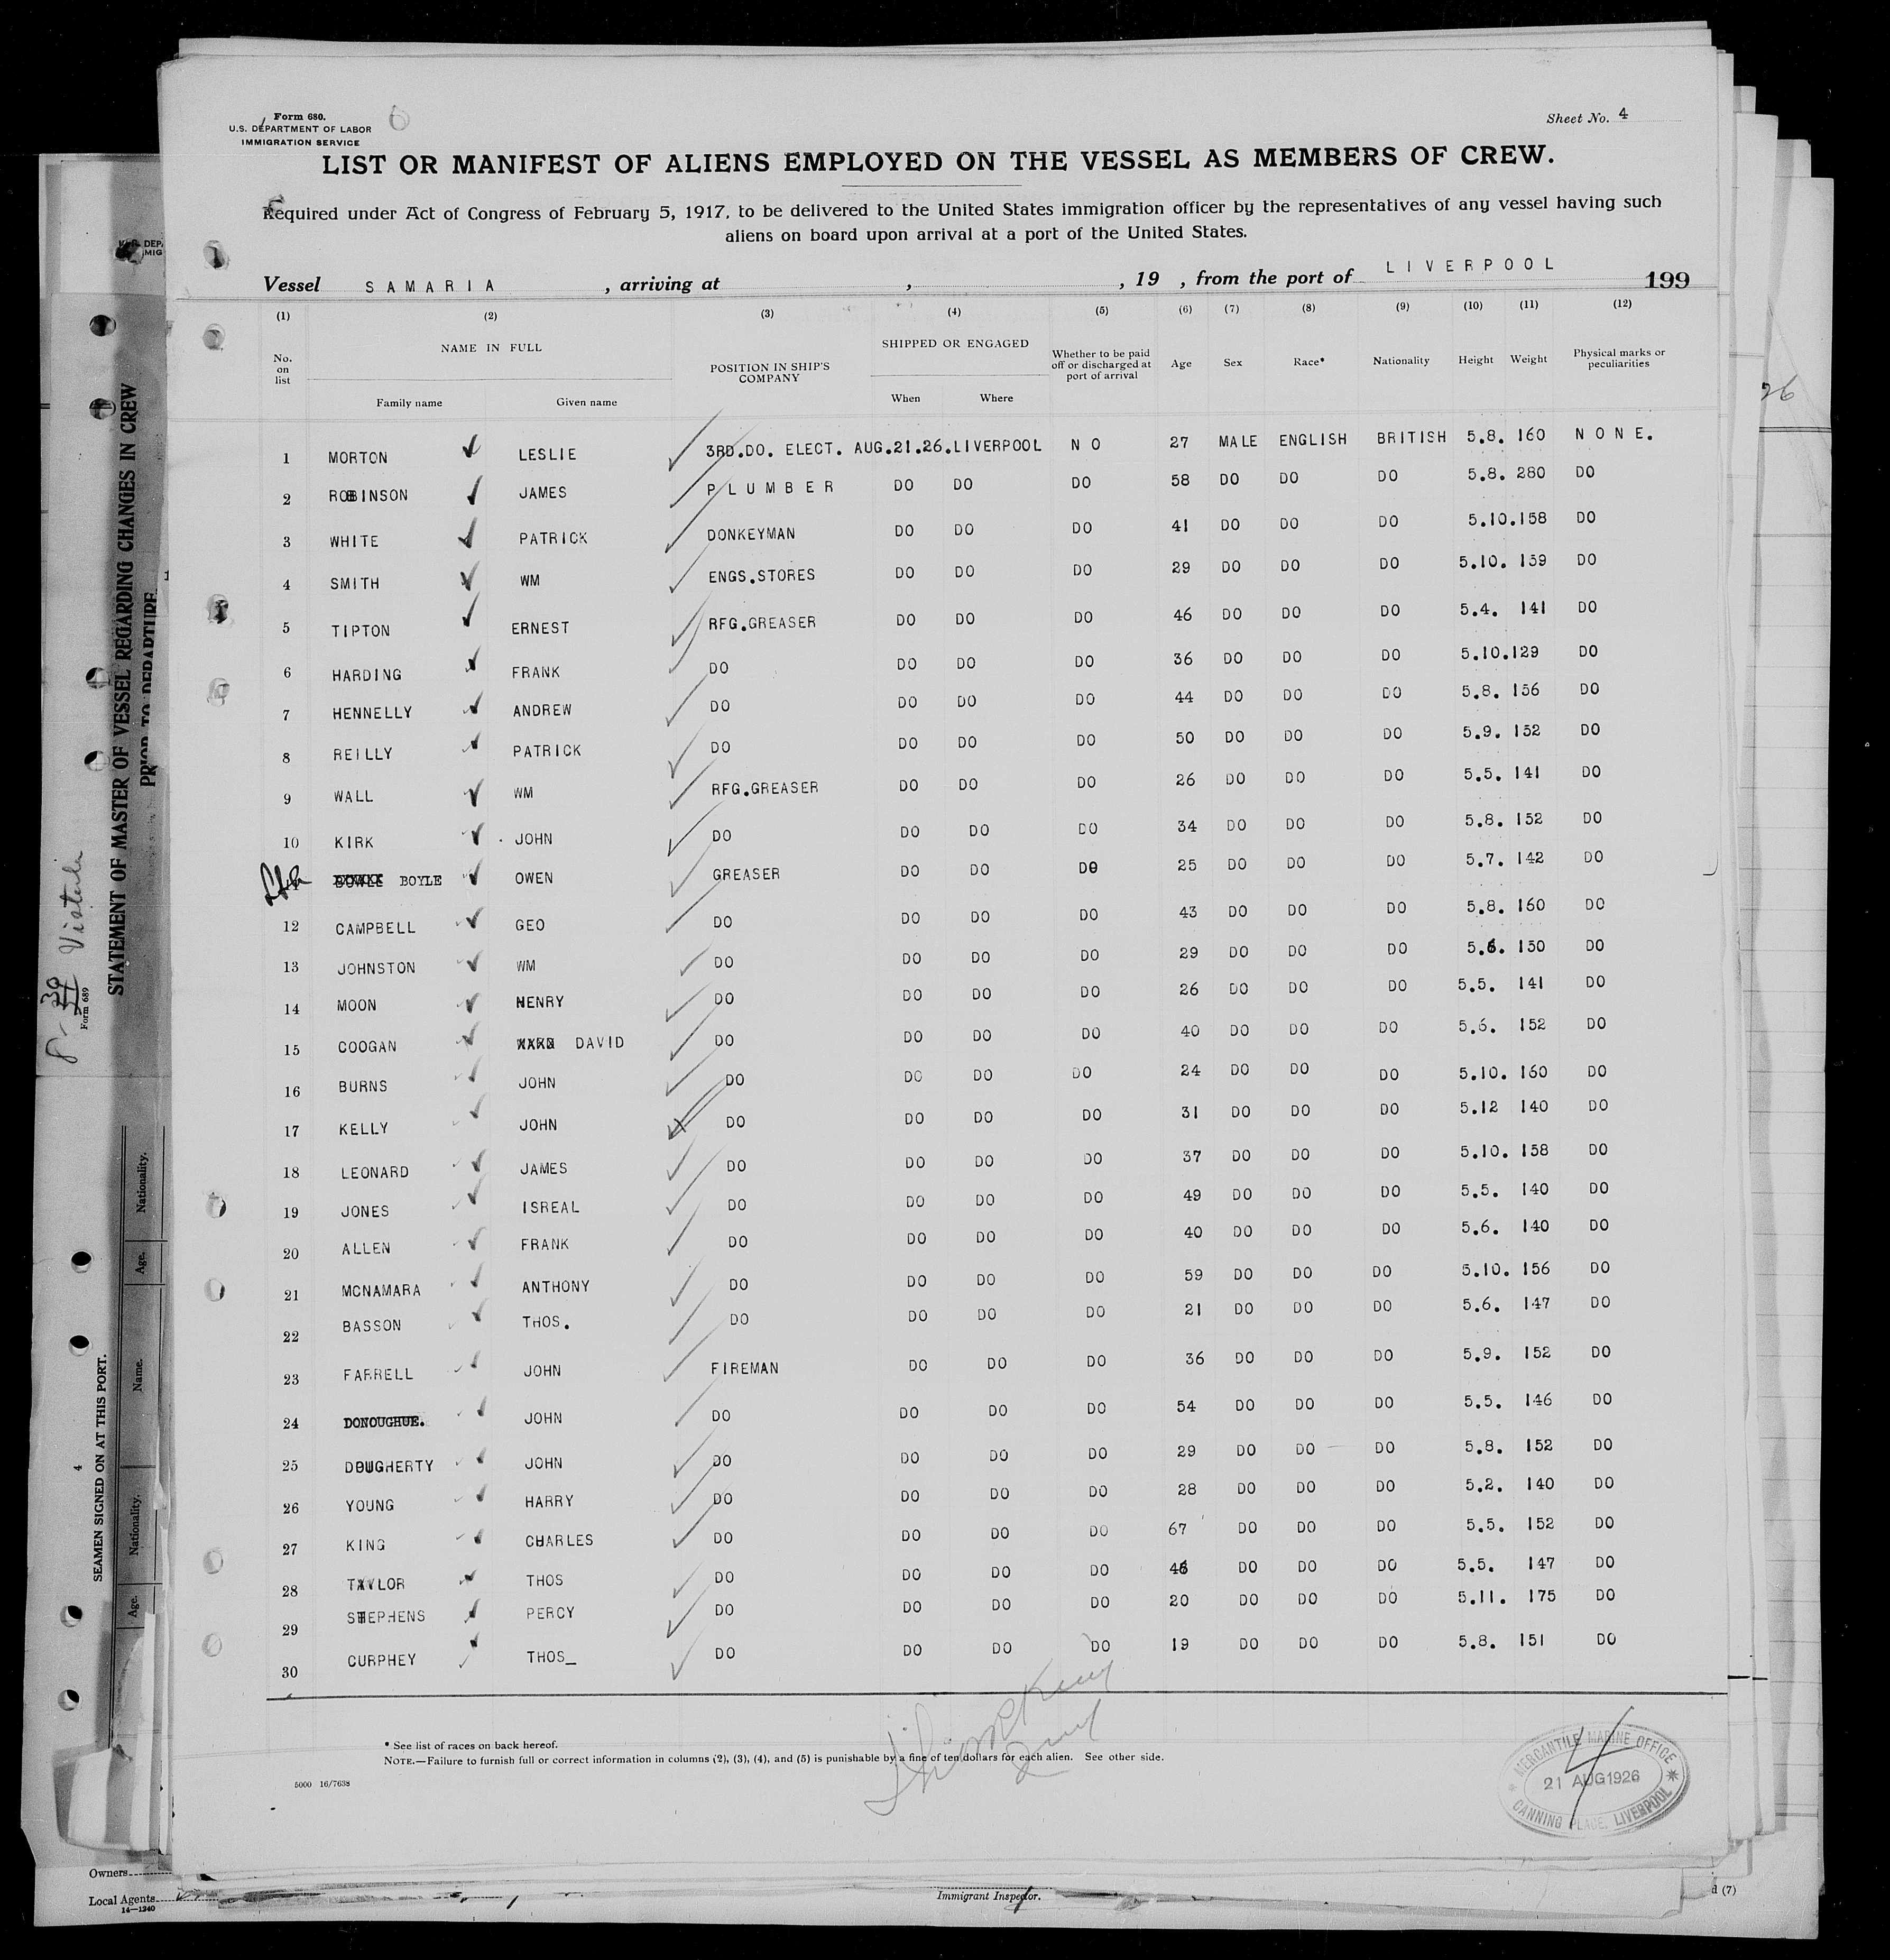 Form 680.
U.S. DEPARTMENT OF LABOR
IMMIGRATION SERVICE
6
Sheet No. 4
LIST OR MANIFEST OF ALIENS EMPLOYED ON THE VESSEL AS MEMBERS OF CREW.
Required under Act of Congress of February 5, 1917, to be delivered to the United States immigration officer by the representatives of any vessel having such
aliens on board upon arrival at a port of the United States.
Vessel SAMARIA, arriving at , , 19 , from the port of LIVERPOOL 199
(1) (2) (3) (4) (5) (6) (7) (8) (9) (10) (11) (12)
No. on list NAME IN FULL POSITION IN SHIP'S COMPANY SHIPPED OR ENGAGED Whether to be paid off or discharged at port of arrival Age Sex Race* Nationality Height Weight Physical marks or peculiarities
Family name Given name When Where
1 MORTON LESLIE 3RD.DO. ELECT. AUG.21.26.LIVERPOOL NO 27 MALE ENGLISH BRITISH 5.8. 160 NONE.
2 ROBINSON JAMES PLUMBER DO DO DO 58 DO DO DO 5.8. 280 DO
3 WHITE PATRICK DONKEYMAN DO DO DO 41 DO DO DO 5.10.158 DO
4 SMITH WM ENGS.STORES DO DO DO 29 DO DO DO 5.10. 159 DO
5 TIPTON ERNEST RFG.GREASER DO DO DO 46 DO DO DO 5.4. 141 DO
6 HARDING FRANK DO DO DO DO 36 DO DO DO 5.10.129 DO
7 HENNELLY ANDREW DO DO DO DO 44 DO DO DO 5.8. 156 DO
8 REILLY PATRICK DO DO DO DO 50 DO DO DO 5.9. 152 DO
9 WALL WM RFG.GREASER DO DO DO 26 DO DO DO 5.5. 141 DO
10 KIRK JOHN DO DO DO DO 34 DO DO DO 5.8. 152 DO
11 BOYLE OWEN GREASER DO DO DO 25 DO DO DO 5.7. 142 DO
12 CAMPBELL GEO DO DO DO DO 43 DO DO DO 5.8. 160 DO
13 JOHNSTON WM DO DO DO DO 29 DO DO DO 5.6. 150 DO
14 MOON HENRY DO DO DO DO 26 DO DO DO 5.5. 141 DO
15 COOGAN DAVID DO DO DO DO 40 DO DO DO 5.6. 152 DO
16 BURNS JOHN DO DO DO DO 24 DO DO DO 5.10. 160 DO
17 KELLY JOHN DO DO DO DO 31 DO DO DO 5.12 140 DO
18 LEONARD JAMES DO DO DO DO 37 DO DO DO 5.10. 158 DO
19 JONES ISREAL DO DO DO DO 49 DO DO DO 5.5. 140 DO
20 ALLEN FRANK DO DO DO DO 40 DO DO DO 5.6. 140 DO
21 MCNAMARA ANTHONY DO DO DO DO 59 DO DO DO 5.10. 156 DO
22 BASSON THOS. DO DO DO DO 21 DO DO DO 5.6. 147 DO
23 FARRELL JOHN FIREMAN DO DO DO 36 DO DO DO 5.9. 152 DO
24 DONOUGHUE. JOHN DO DO DO DO 54 DO DO DO 5.5. 146 DO
25 DOUGHERTY JOHN DO DO DO DO 29 DO DO DO 5.8. 152 DO
26 YOUNG HARRY DO DO DO DO 28 DO DO DO 5.2. 140 DO
27 KING CHARLES DO DO DO DO 67 DO DO DO 5.5. 152 DO
28 TAYLOR THOS DO DO DO DO 46 DO DO DO 5.5. 147 DO
29 STEPHENS PERCY DO DO DO DO 20 DO DO DO 5.11. 175 DO
30 CURPHEY THOS_ DO DO DO DO 19 DO DO DO 5.8. 151 DO
* See list of races on back hereof.
NOTE.—Failure to furnish full or correct information in columns (2), (3), (4), and (5) is punishable by a fine of ten dollars for each alien. See other side.
5000 16/7638
MERCANTILE MARINE OFFICE
21 AUG 1926
CANNING PLACE, LIVERPOOL
STATEMENT OF MASTER OF VESSEL REGARDING CHANGES IN CREW
PRIOR TO DEPARTURE
Form 689
SEAMEN SIGNED ON AT THIS PORT.
4
Nationality.
Age.
Name.
Nationality.
Age.
26
Owners
Local Agents
14—1240
Immigrant Inspector.
(7)